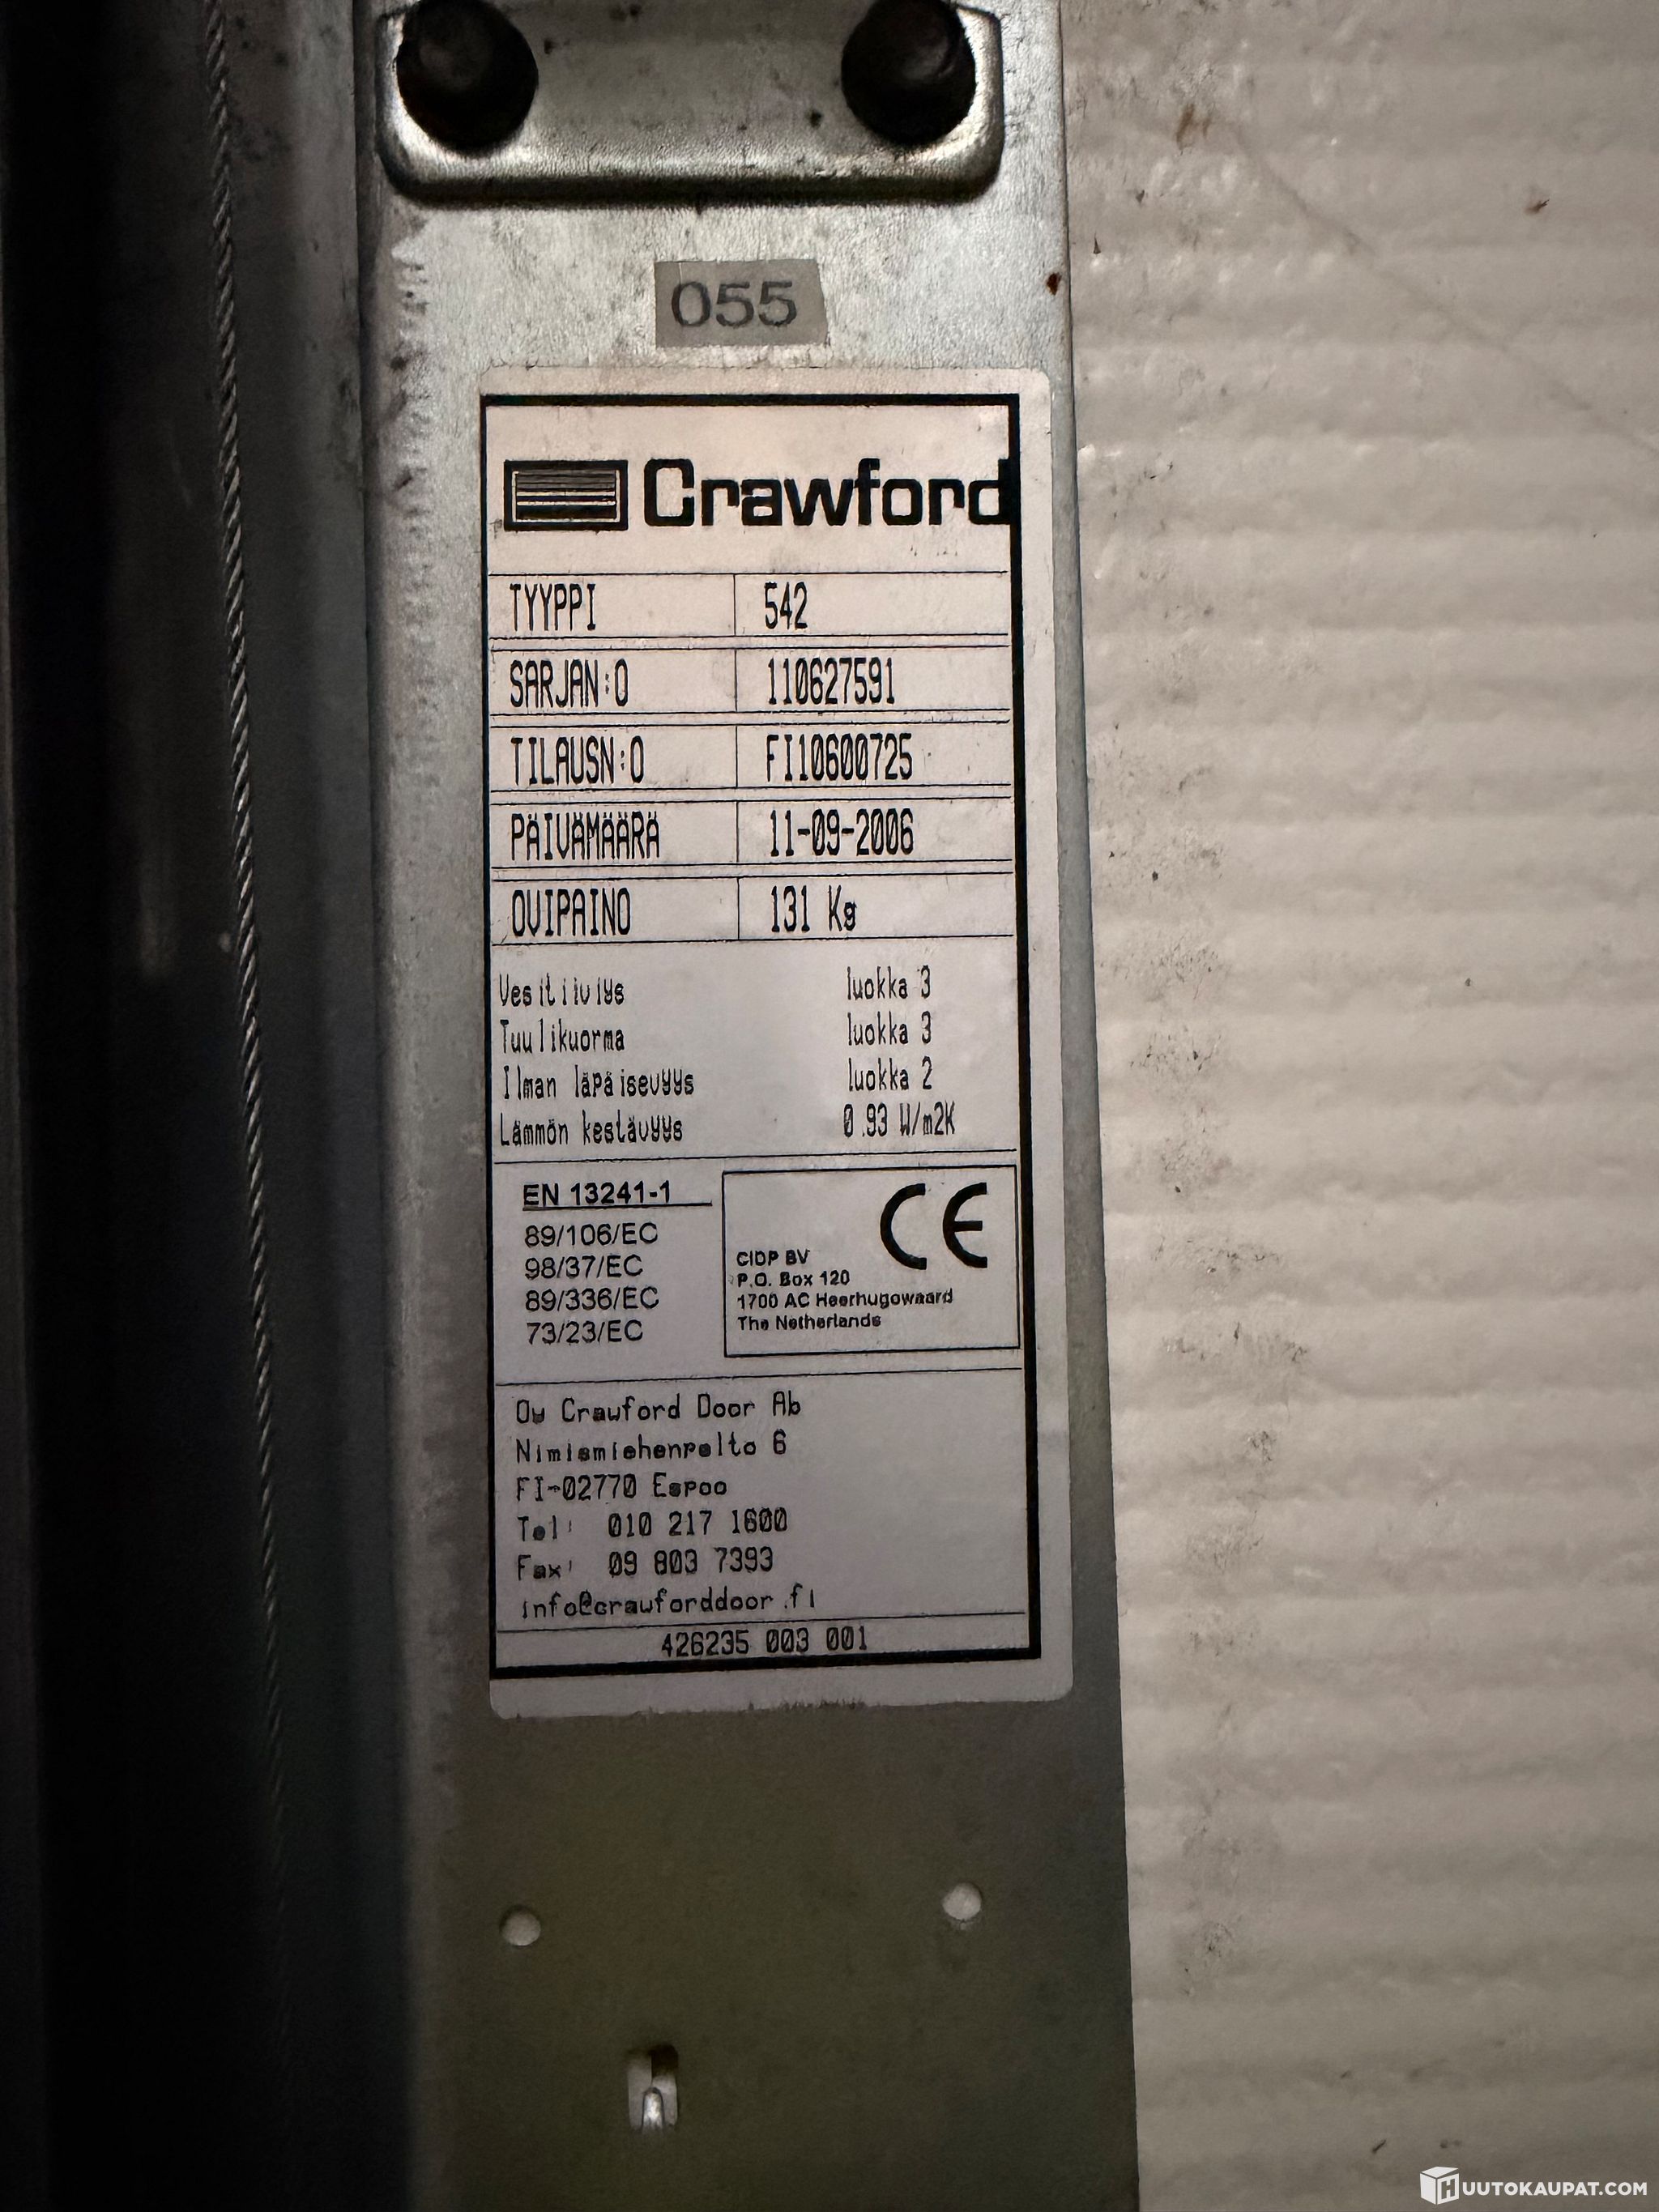 055
Crawford
TYYPPI 542
SARJAN:O 110627591
TILAUSN:O FI10600725
PÄIVÄMÄÄRÄ 11-09-2006
OVIPAINO 131 Kg
Vesitiiviys luokka 3
Tuulikuorma luokka 3
Ilman läpäisevyys luokka 2
Lämmön kestävyys 0.93 W/m2K
EN 13241-1
89/106/EC
98/37/EC
89/336/EC
73/23/EC
CE
CIDP BV
P.O. Box 120
1700 AC Heerhugowaard
The Netherlands
Oy Crawford Door Ab
Nimismiehenpelto 6
FI-02770 Espoo
Tel: 010 217 1600
Fax: 09 803 7393
info@crawforddoor.fi
426235 003 001
HUUTOKAUPAT.COM